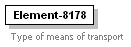 Element-8178
Type of means of transport